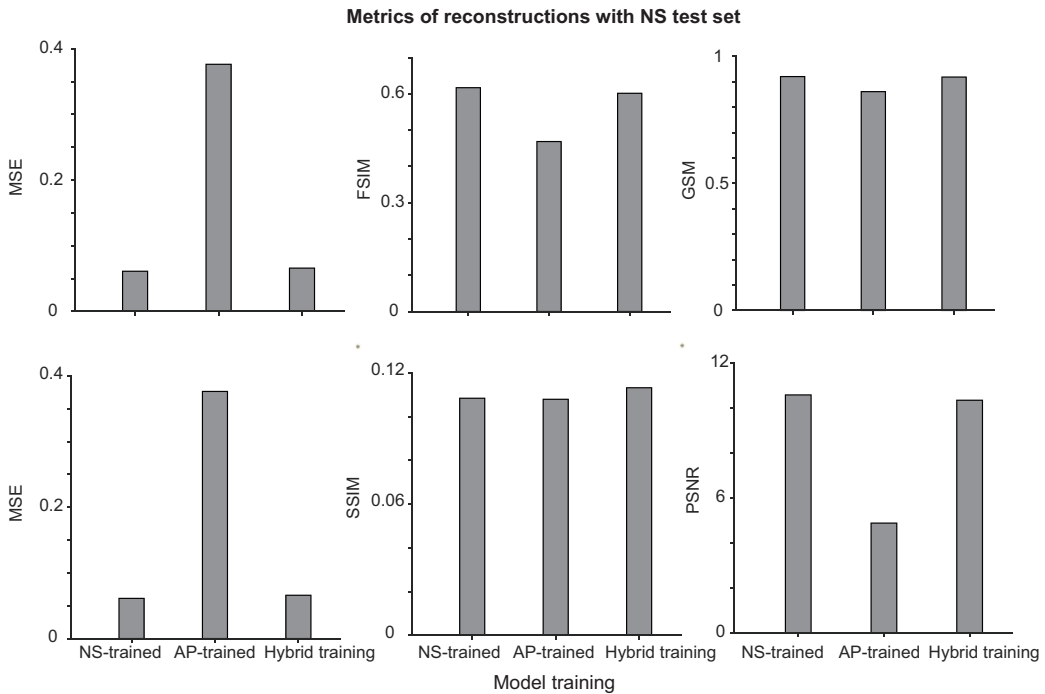 Metrics of reconstructions with NS test set
MSE
0.4
0.2
0
FSIM
0.6
0.3
0
GSM
1
0.5
0
MSE
0.4
0.2
0
NS-trained AP-trained Hybrid training
SSIM
0.12
0.06
0
NS-trained AP-trained Hybrid training
PSNR
12
6
0
NS-trained AP-trained Hybrid training
Model training